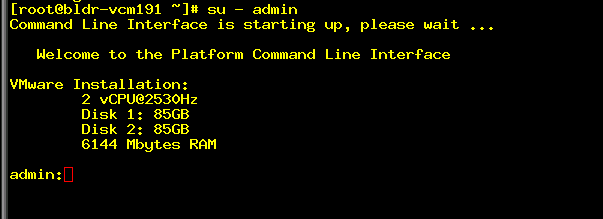 [root@bldr-vcm191 ~]# su - admin
Command Line Interface is starting up, please wait ...
Welcome to the Platform Command Line Interface
VMware Installation:
2 vCPU@2530Hz
Disk 1: 85GB
Disk 2: 85GB
6144 Mbytes RAM
admin: